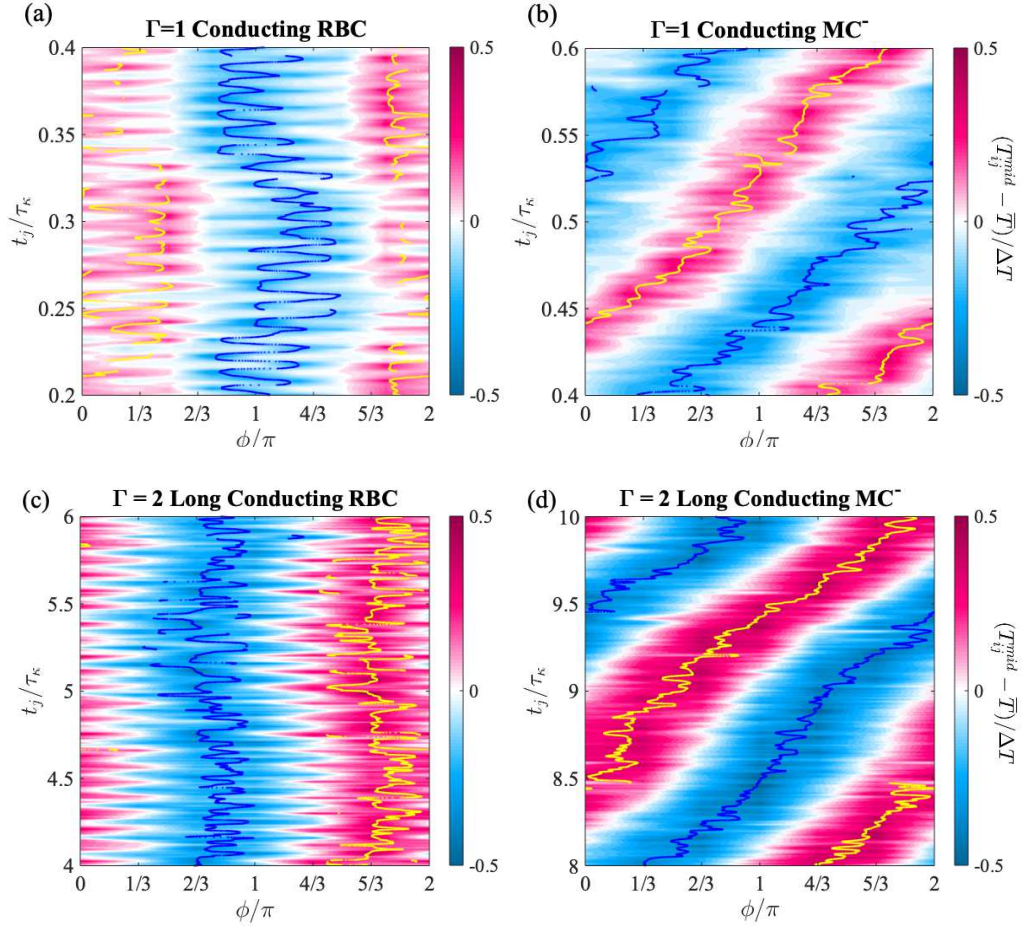 (a)
Γ=1 Conducting RBC
0.4
0.35
0.3
0.25
0.2
t_j/τ_κ
0 1/3 2/3 1 4/3 5/3 2
ϕ/π
0.5
0
-0.5
(b)
Γ=1 Conducting MC⁻
0.6
0.55
0.5
0.45
0.4
t_j/τ_κ
0 1/3 2/3 1 4/3 5/3 2
ϕ/π
0.5
0
-0.5
(T_{ij}^{mid} − T̅)/ΔT
(c)
Γ = 2 Long Conducting RBC
6
5.5
5
4.5
4
t_j/τ_κ
0 1/3 2/3 1 4/3 5/3 2
ϕ/π
0.5
0
-0.5
(d)
Γ = 2 Long Conducting MC⁻
10
9.5
9
8.5
8
t_j/τ_κ
0 1/3 2/3 1 4/3 5/3 2
ϕ/π
0.5
0
-0.5
(T_{ij}^{mid} − T̅)/ΔT